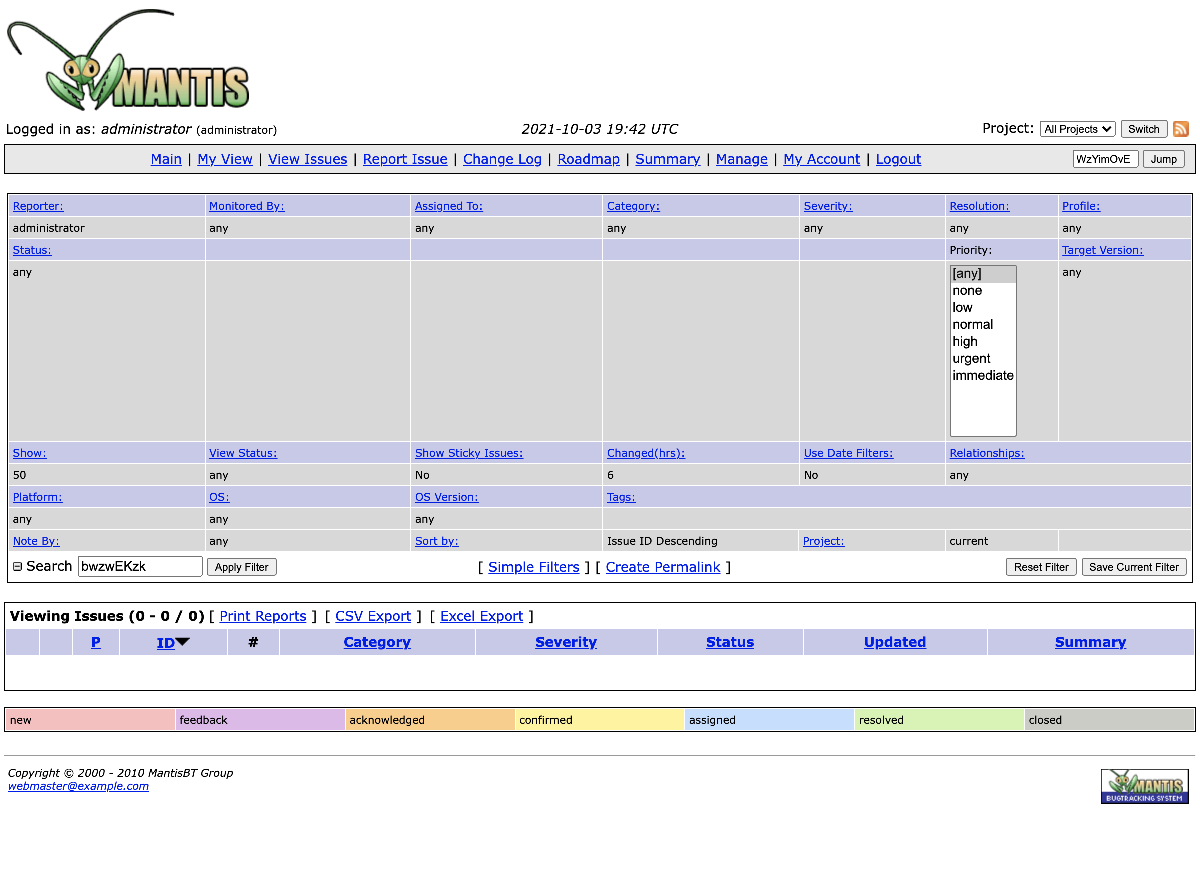 MANTIS
Logged in as: administrator (administrator) 2021-10-03 19:42 UTC Project: All Projects Switch
Main | My View | View Issues | Report Issue | Change Log | Roadmap | Summary | Manage | My Account | Logout WzYimOvE Jump
Reporter: Monitored By: Assigned To: Category: Severity: Resolution: Profile:
administrator any any any any any any
Status: Priority: Target Version:
any [any] any
none
low
normal
high
urgent
immediate
Show: View Status: Show Sticky Issues: Changed(hrs): Use Date Filters: Relationships:
50 any No 6 No any
Platform: OS: OS Version: Tags:
any any any
Note By: any Sort by: Issue ID Descending Project: current
Search bwzwEKzk Apply Filter [ Simple Filters ] [ Create Permalink ] Reset Filter Save Current Filter
Viewing Issues (0 - 0 / 0) [ Print Reports ] [ CSV Export ] [ Excel Export ]
P ID # Category Severity Status Updated Summary
new feedback acknowledged confirmed assigned resolved closed
Copyright © 2000 - 2010 MantisBT Group
webmaster@example.com
MANTIS
BUGTRACKING SYSTEM